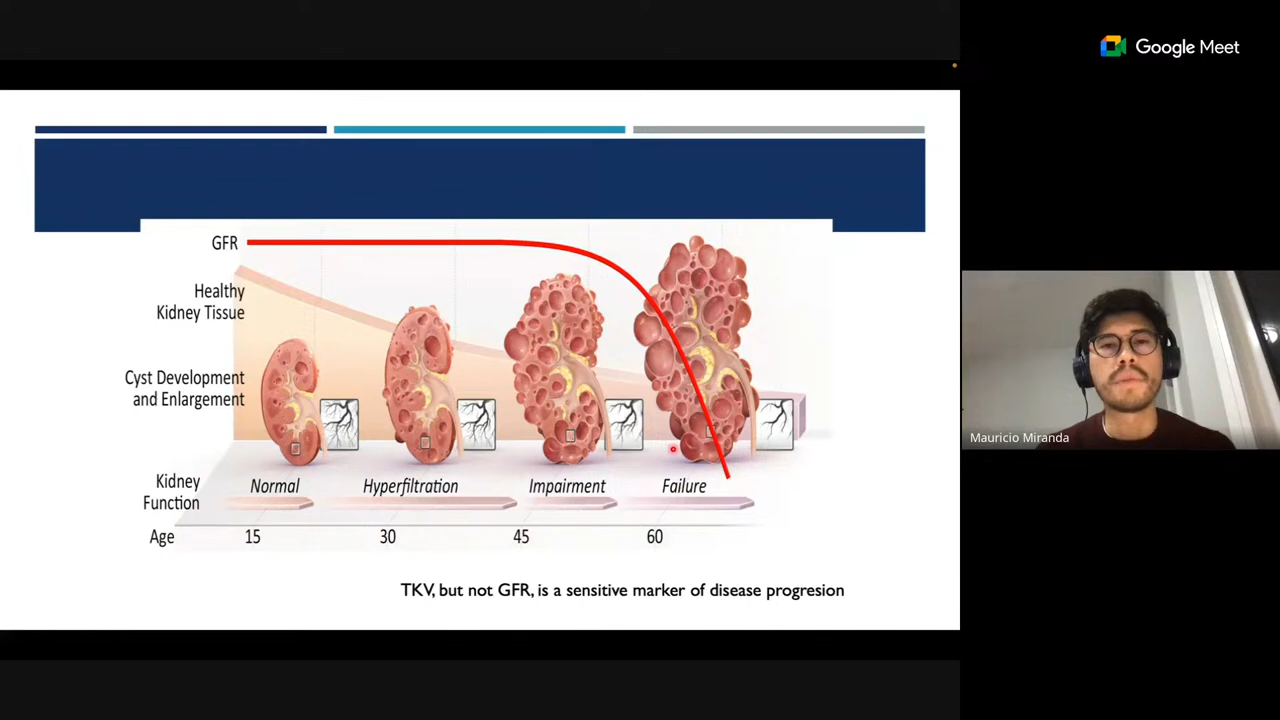 Google Meet
GFR
Healthy
Kidney Tissue
Cyst Development
and Enlargement
Kidney
Function
Normal
Hyperfiltration
Impairment
Failure
Age
15
30
45
60
TKV, but not GFR, is a sensitive marker of disease progresion
Mauricio Miranda